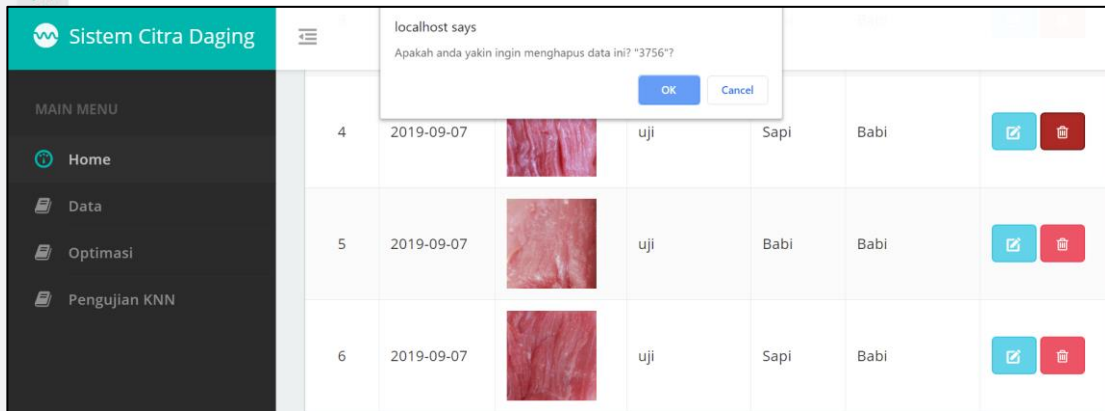 Sistem Citra Daging
localhost says
Apakah anda yakin ingin menghapus data ini? "3756"?
OK Cancel
MAIN MENU
Home
Data
Optimasi
Pengujian KNN
4 2019-09-07 uji Sapi Babi
5 2019-09-07 uji Babi Babi
6 2019-09-07 uji Sapi Babi